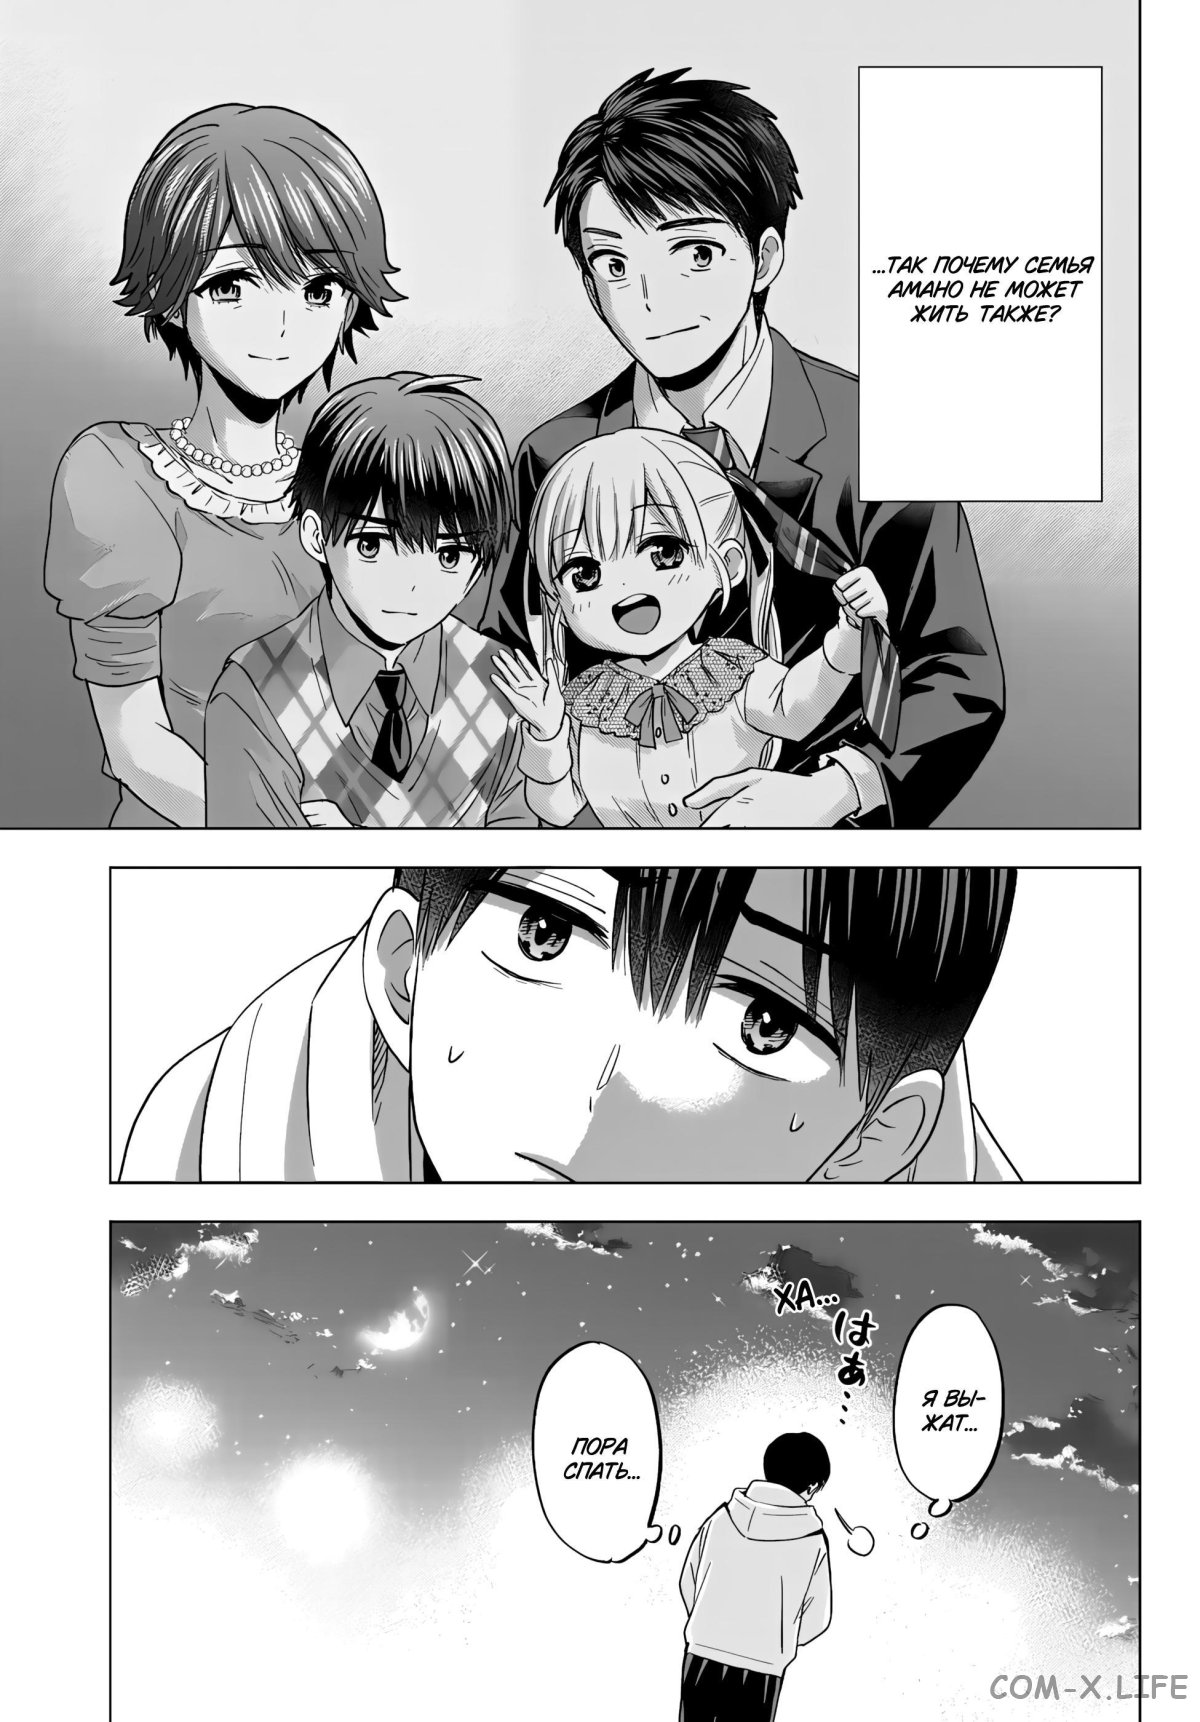 ...ТАК ПОЧЕМУ СЕМЬЯ
АМАНО НЕ МОЖЕТ
ЖИТЬ ТАКЖЕ?
ХА...
はぁ...
Я ВЫ-
ЖАТ...
ПОРА
СПАТЬ...
COM-X.LIFE